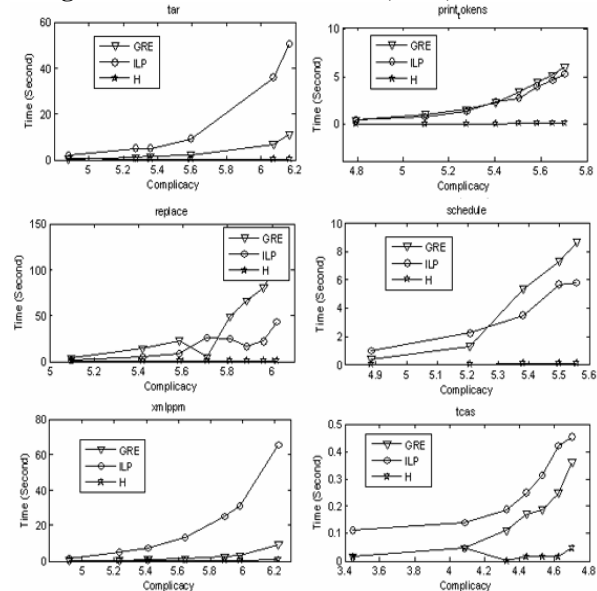 tar
60
40
20
0
Time (Second)
GRE
ILP
H
5 5.2 5.4 5.6 5.8 6 6.2
Complicacy
print_tokens
10
5
0
Time (Second)
GRE
ILP
H
4.8 5 5.2 5.4 5.6 5.8
Complicacy
replace
150
100
50
0
Time (Second)
GRE
ILP
H
5 5.2 5.4 5.6 5.8 6
Complicacy
schedule
10
8
6
4
2
0
Time (Second)
GRE
ILP
H
4.9 5 5.1 5.2 5.3 5.4 5.5 5.6
Complicacy
xmlppm
80
60
40
20
0
Time (Second)
GRE
ILP
H
5 5.2 5.4 5.6 5.8 6 6.2
Complicacy
tcas
0.5
0.4
0.3
0.2
0.1
0
Time (Second)
GRE
ILP
H
3.4 3.6 3.8 4 4.2 4.4 4.6 4.8
Complicacy